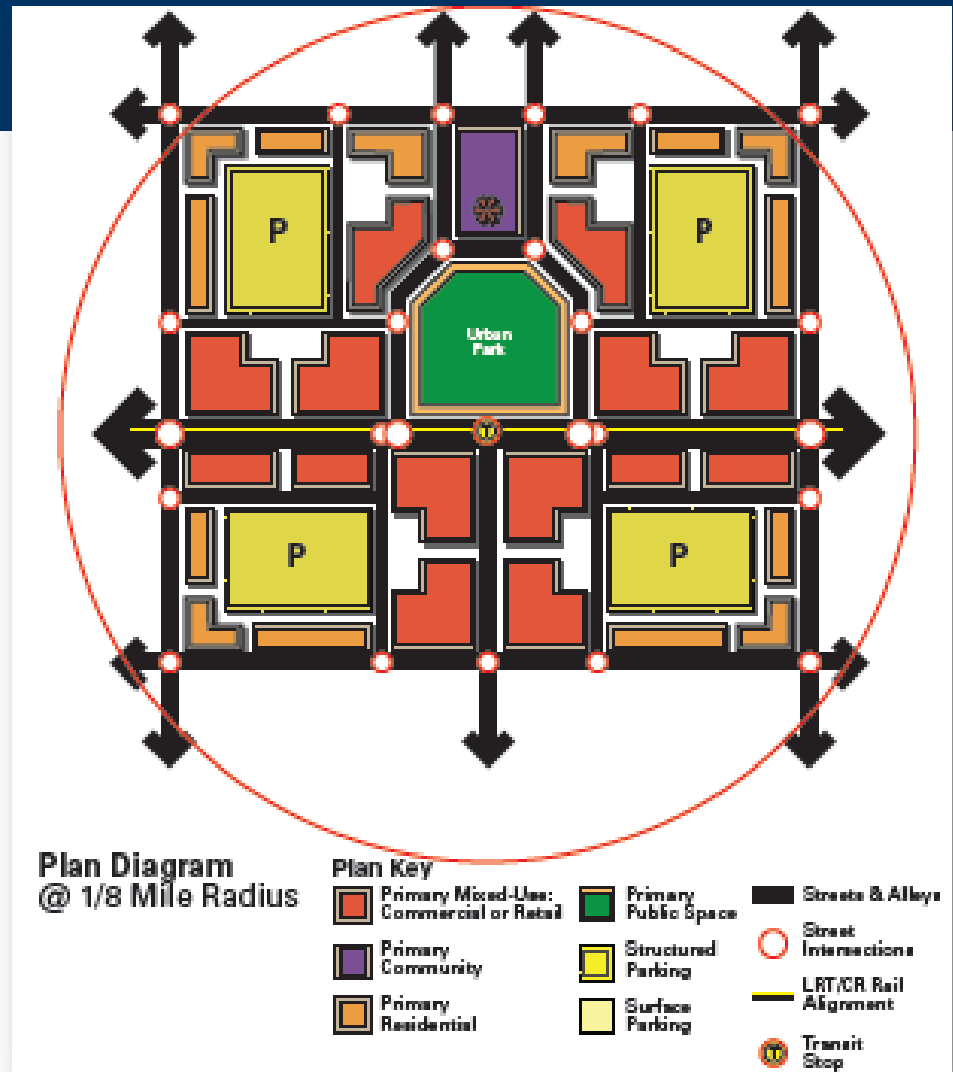 P
P
Urban
Park
T
P
P
Plan Diagram
@ 1/8 Mile Radius
Plan Key
Primary Mixed-Use:
Commercial or Retail
Primary
Community
Primary
Residential
Primary
Public Space
Structured
Parking
Surface
Parking
Streets & Alleys
Street
Intersections
LRT/CR Rail
Alignment
T
Transit
Stop